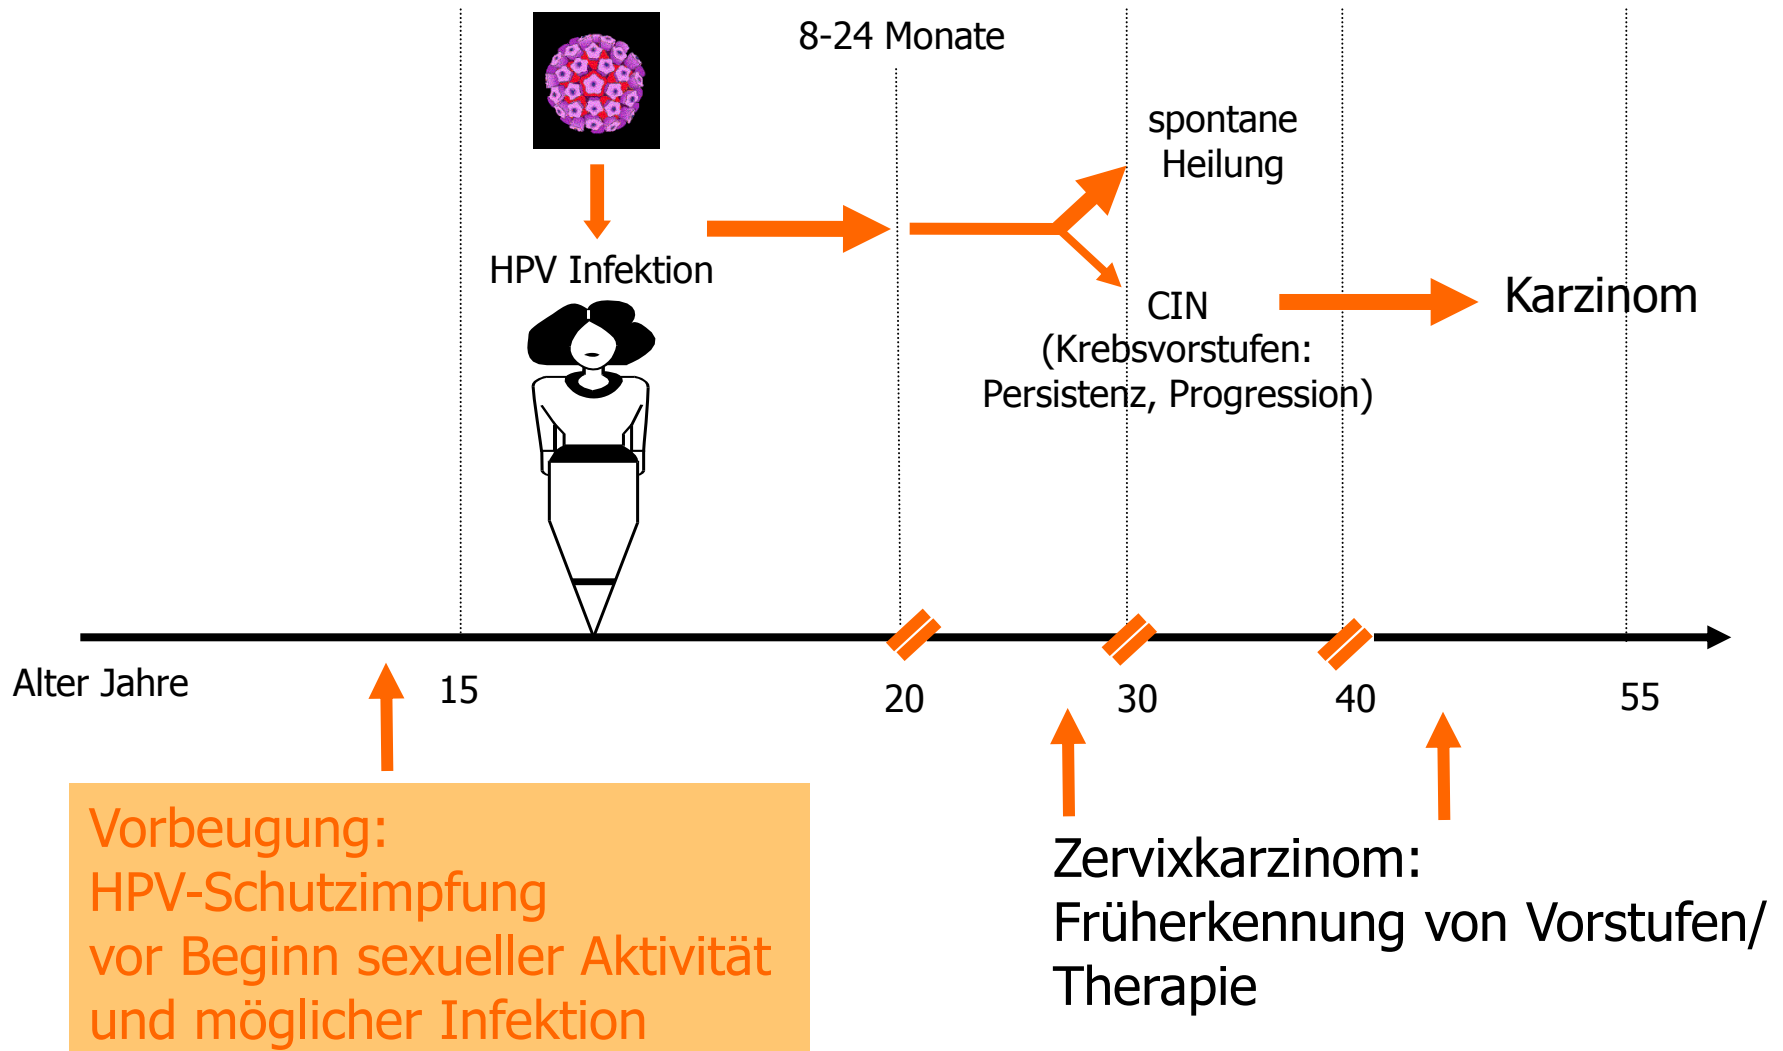 8-24 Monate
spontane
Heilung
HPV Infektion
CIN
(Krebsvorstufen:
Persistenz, Progression)
Karzinom
Alter Jahre
15
20
30
40
55
Vorbeugung:
HPV-Schutzimpfung
vor Beginn sexueller Aktivität
und möglicher Infektion
Zervixkarzinom:
Früherkennung von Vorstufen/
Therapie